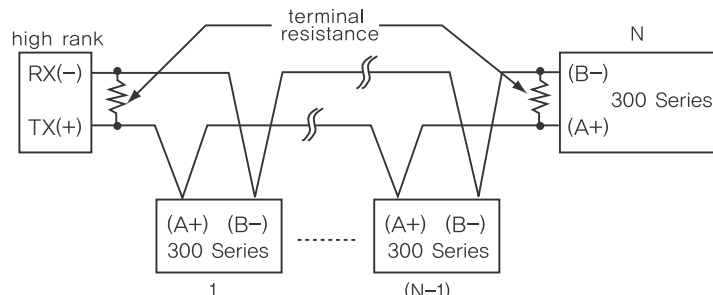 terminal
resistance
high rank
N
RX(-)
TX(+)
(B-)
300 Series
(A+)
(A+) (B-)
300 Series
(A+) (B-)
300 Series
1
(N-1)